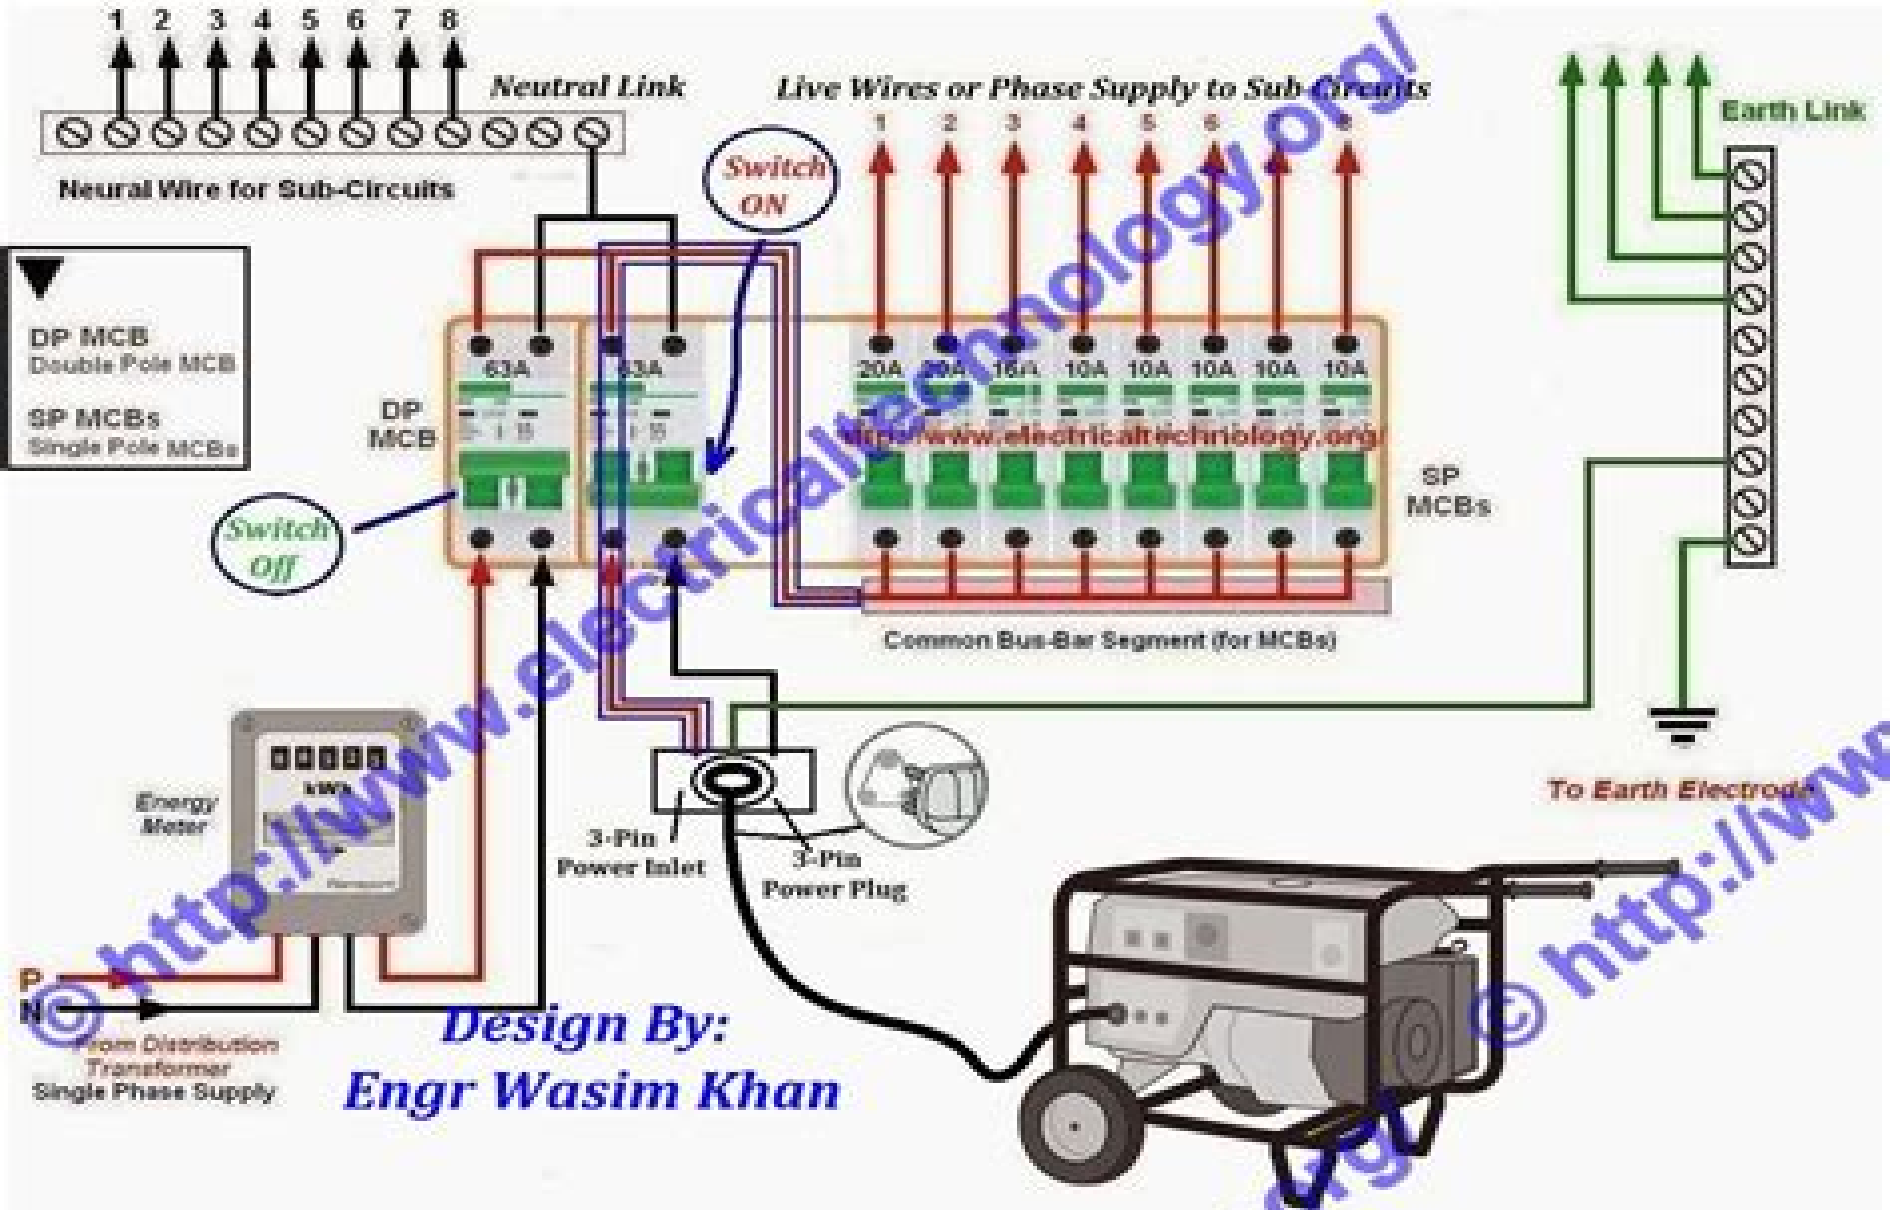 1 2 3 4 5 6 7 8
Neutral Link
Neural Wire for Sub-Circuits
Live Wires or Phase Supply to Sub-Circuits
1 2 3 4 5 6 8
Earth Link
Switch
ON
DP MCB
Double Pole MCB
SP MCBs
Single Pole MCBs
DP
MCB
63A
63A
20A 20A 16A 10A 10A 10A 10A 10A
http://www.electricaltechnology.org/
SP
MCBs
Switch
Off
Common Bus-Bar Segment (for MCBs)
Energy
Meter
kWh
3-Pin
Power Inlet
3-Pin
Power Plug
To Earth Electrode
P
N
From Distribution
Transformer
Single Phase Supply
Design By:
Engr Wasim Khan
© http://www.electricaltechnology.org/
© http://www
org/